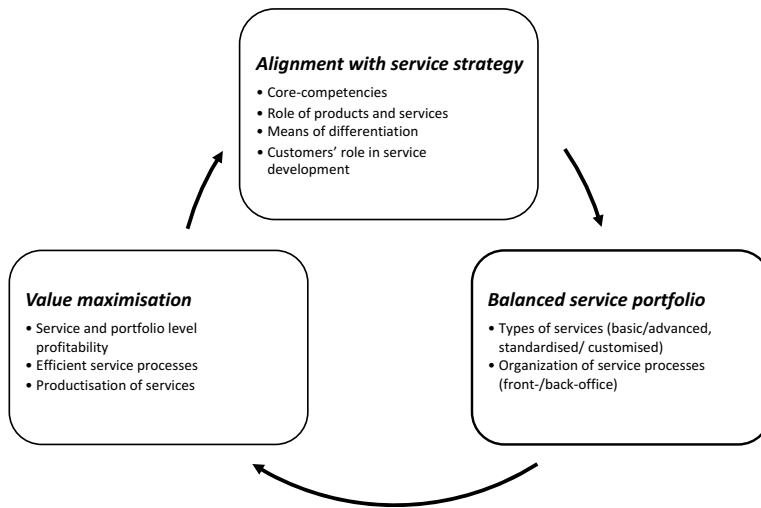 Alignment with service strategy
• Core-competencies
• Role of products and services
• Means of differentiation
• Customers' role in service
development
Value maximisation
• Service and portfolio level
profitability
• Efficient service processes
• Productisation of services
Balanced service portfolio
• Types of services (basic/advanced,
standardised/ customised)
• Organization of service processes
(front-/back-office)